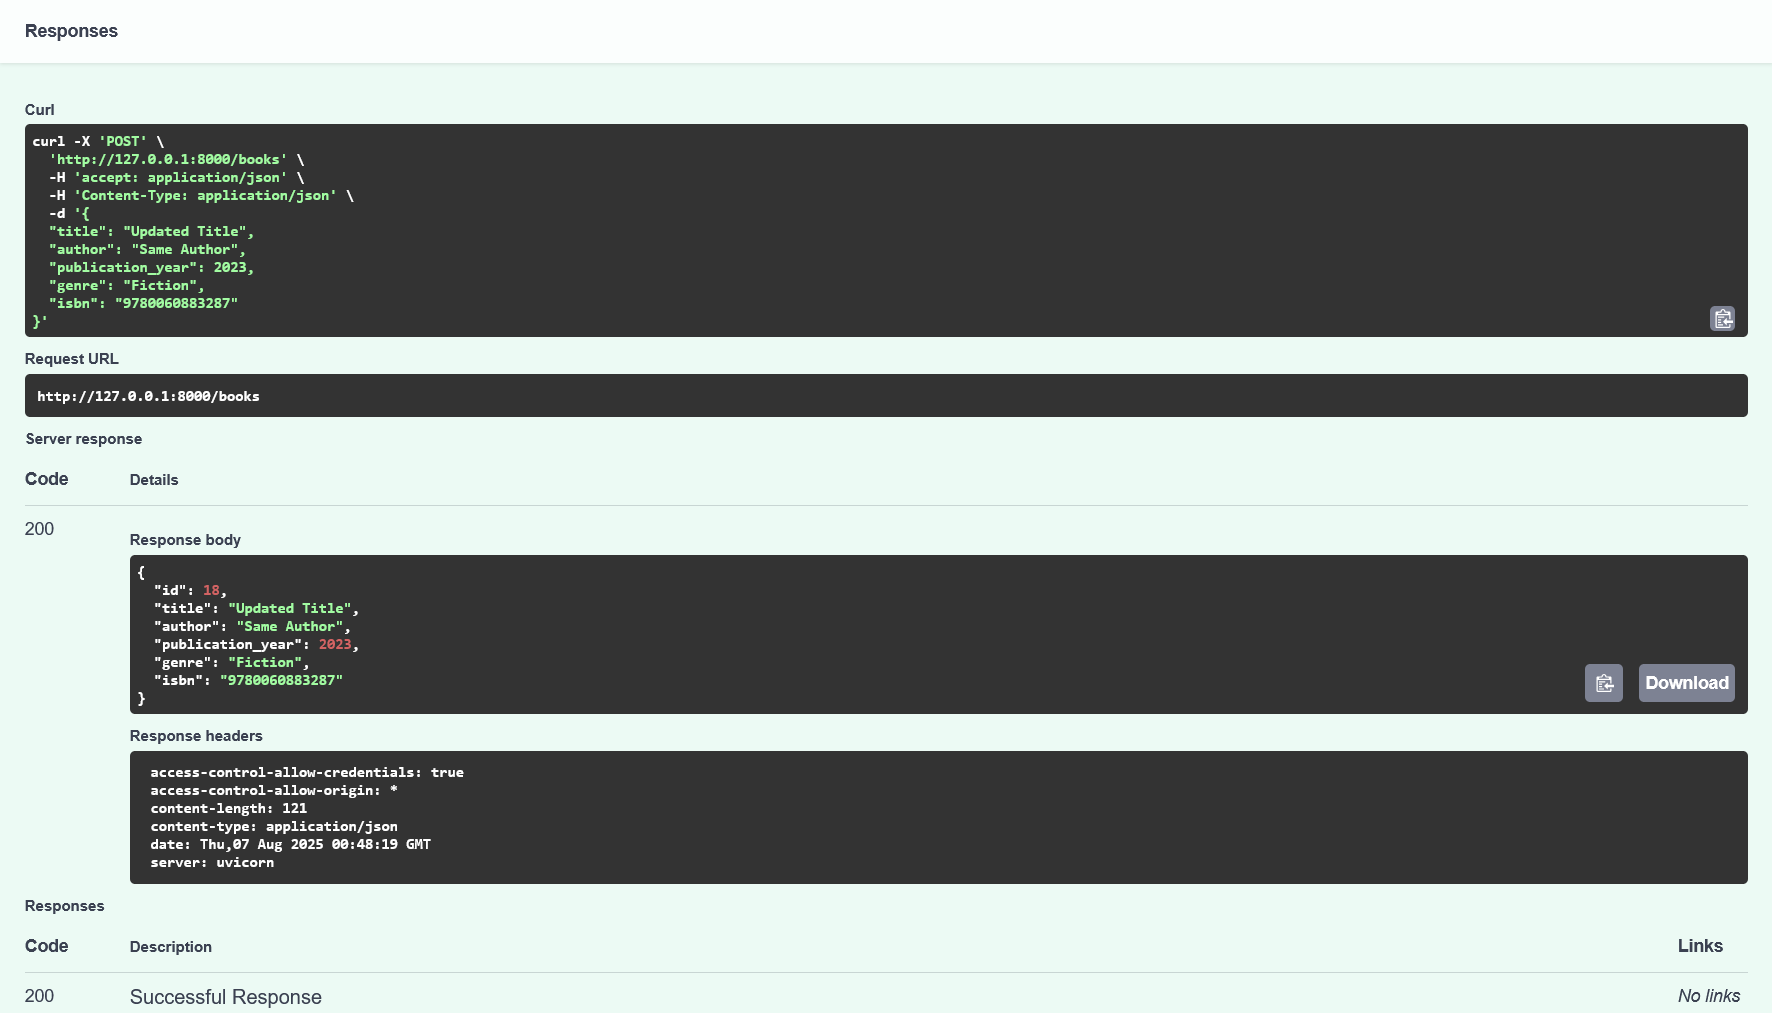 Responses
Curl
curl -X 'POST' \
  'http://127.0.0.1:8000/books' \
  -H 'accept: application/json' \
  -H 'Content-Type: application/json' \
  -d '{
  "title": "Updated Title",
  "author": "Same Author",
  "publication_year": 2023,
  "genre": "Fiction",
  "isbn": "9780060883287"
}'
Request URL
http://127.0.0.1:8000/books
Server response
Code Details
200
Response body
{
  "id": 18,
  "title": "Updated Title",
  "author": "Same Author",
  "publication_year": 2023,
  "genre": "Fiction",
  "isbn": "9780060883287"
}
Download
Response headers
access-control-allow-credentials: true
access-control-allow-origin: *
content-length: 121
content-type: application/json
date: Thu,07 Aug 2025 00:48:19 GMT
server: uvicorn
Responses
Code Description Links
200 Successful Response No links